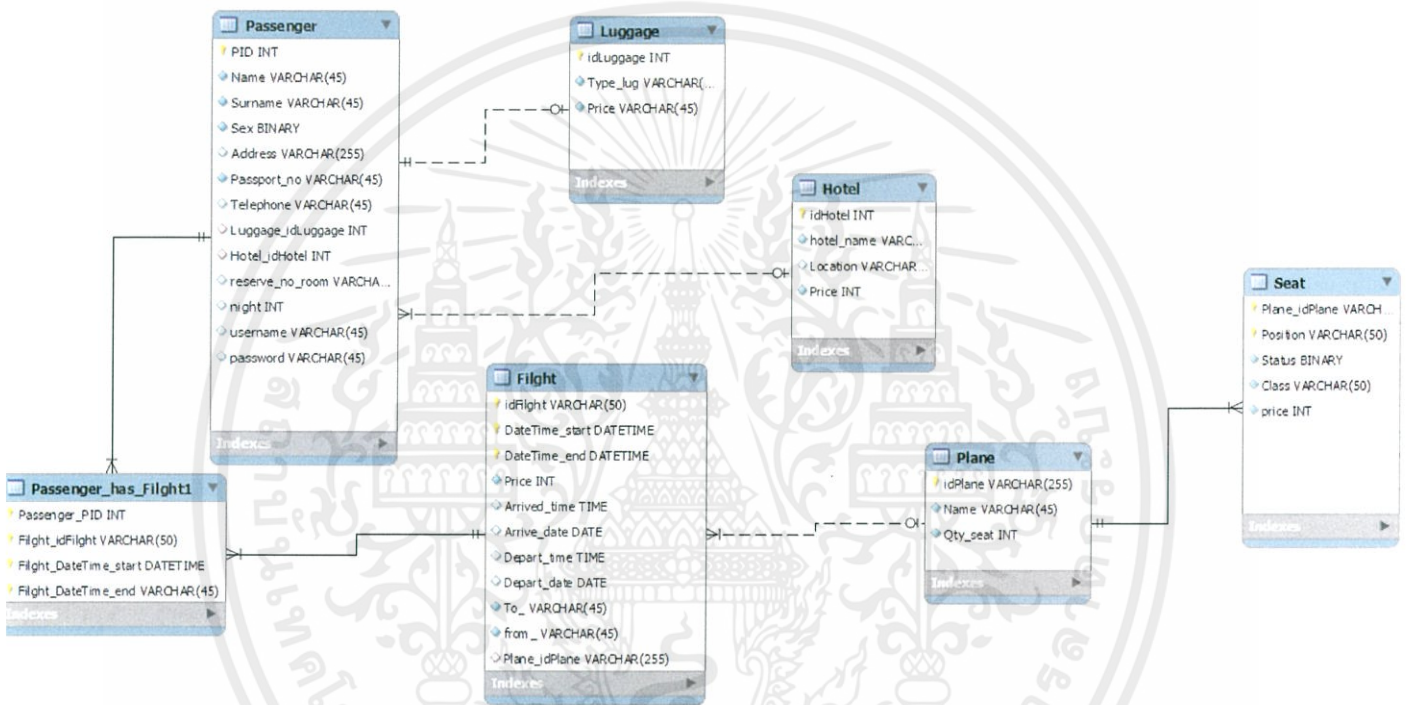 Passenger
PID INT
Name VARCHAR(45)
Surname VARCHAR(45)
Sex BINARY
Address VARCHAR(255)
Passport_no VARCHAR(45)
Telephone VARCHAR(45)
Luggage_idLuggage INT
Hotel_idHotel INT
reserve_no_room VARCHA...
night INT
username VARCHAR(45)
password VARCHAR(45)
Indexes
Luggage
idLuggage INT
Type_lug VARCHAR(...
Price VARCHAR(45)
Indexes
Hotel
idHotel INT
hotel_name VARC...
Location VARCHAR...
Price INT
Indexes
Seat
Plane_idPlane VARCH...
Position VARCHAR(50)
Status BINARY
Class VARCHAR(50)
price INT
Indexes
Filght
idFilght VARCHAR(50)
DateTime_start DATETIME
DateTime_end DATETIME
Price INT
Arrived_time TIME
Arrive_date DATE
Depart_time TIME
Depart_date DATE
To_ VARCHAR(45)
from_ VARCHAR(45)
Plane_idPlane VARCHAR(255)
Indexes
Plane
idPlane VARCHAR(255)
Name VARCHAR(45)
Qty_seat INT
Indexes
Passenger_has_Filght1
Passenger_PID INT
Filght_idFilght VARCHAR(50)
Filght_DateTime_start DATETIME
Filght_DateTime_end VARCHAR(45)
Indexes